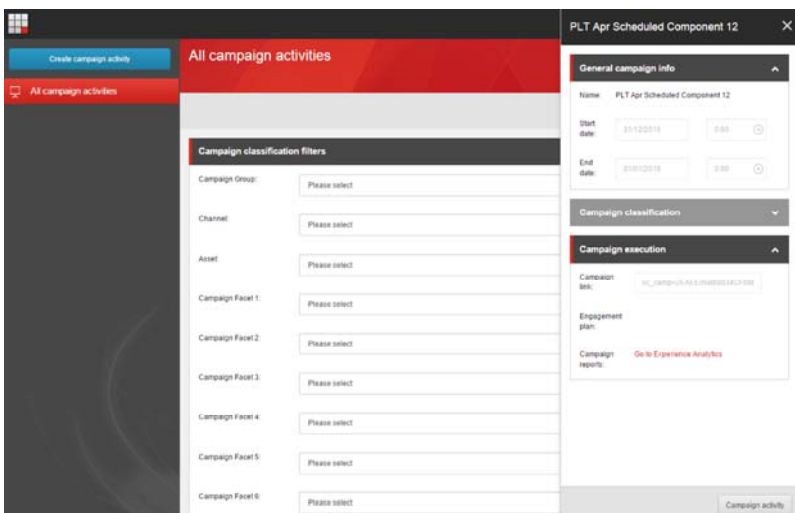 Create campaign activity
All campaign activities
All campaign activities
Campaign classification filters
Campaign Group:
Please select
Channel:
Please select
Asset:
Please select
Campaign Facet 1:
Please select
Campaign Facet 2:
Please select
Campaign Facet 3:
Please select
Campaign Facet 4:
Please select
Campaign Facet 5:
Please select
Campaign Facet 6:
Please select
PLT Apr Scheduled Component 12
General campaign info
Name: PLT Apr Scheduled Component 12
Start
date:
End
date:
Campaign classification
Campaign execution
Campaign
link:
Engagement
plan:
Campaign
reports:
Go to Experience Analytics
Campaign activity